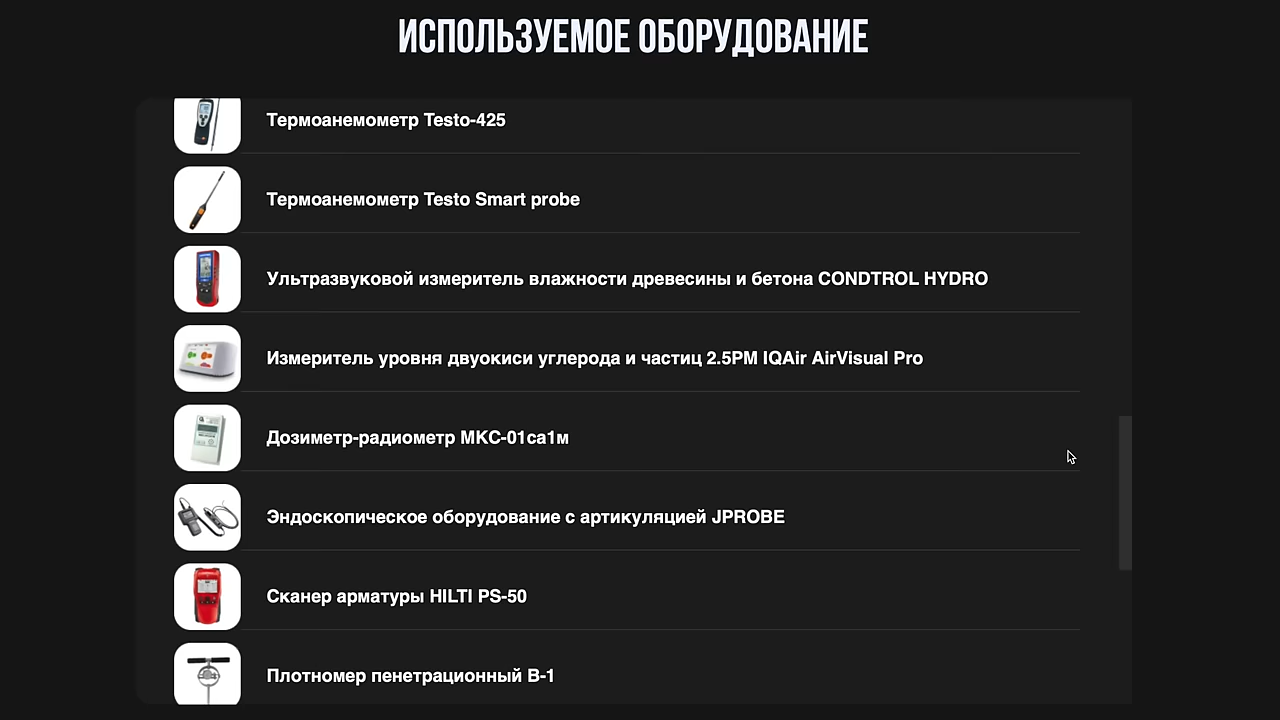 ИСПОЛЬЗУЕМОЕ ОБОРУДОВАНИЕ
Термоанемометр Testo-425
Термоанемометр Testo Smart probe
Ультразвуковой измеритель влажности древесины и бетона CONDTROL HYDRO
Измеритель уровня двуокиси углерода и частиц 2.5PM IQAir AirVisual Pro
Дозиметр-радиометр МКС-01са1м
Эндоскопическое оборудование с артикуляцией JPROBE
Сканер арматуры HILTI PS-50
Плотномер пенетрационный В-1